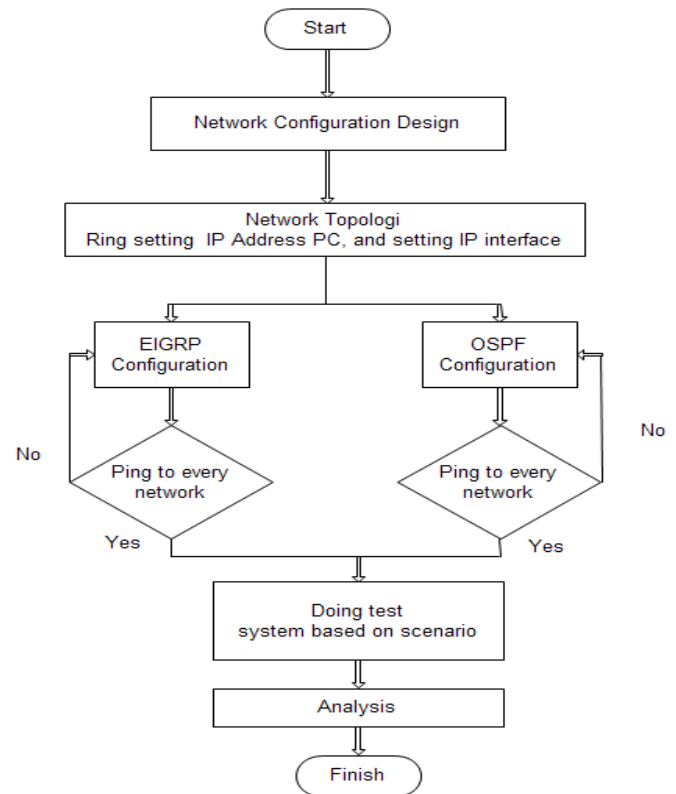 Start
Network Configuration Design
Network Topologi
Ring setting IP Address PC, and setting IP interface
EIGRP
Configuration
OSPF
Configuration
No
No
Ping to every
network
Ping to every
network
Yes
Yes
Doing test
system based on scenario
Analysis
Finish